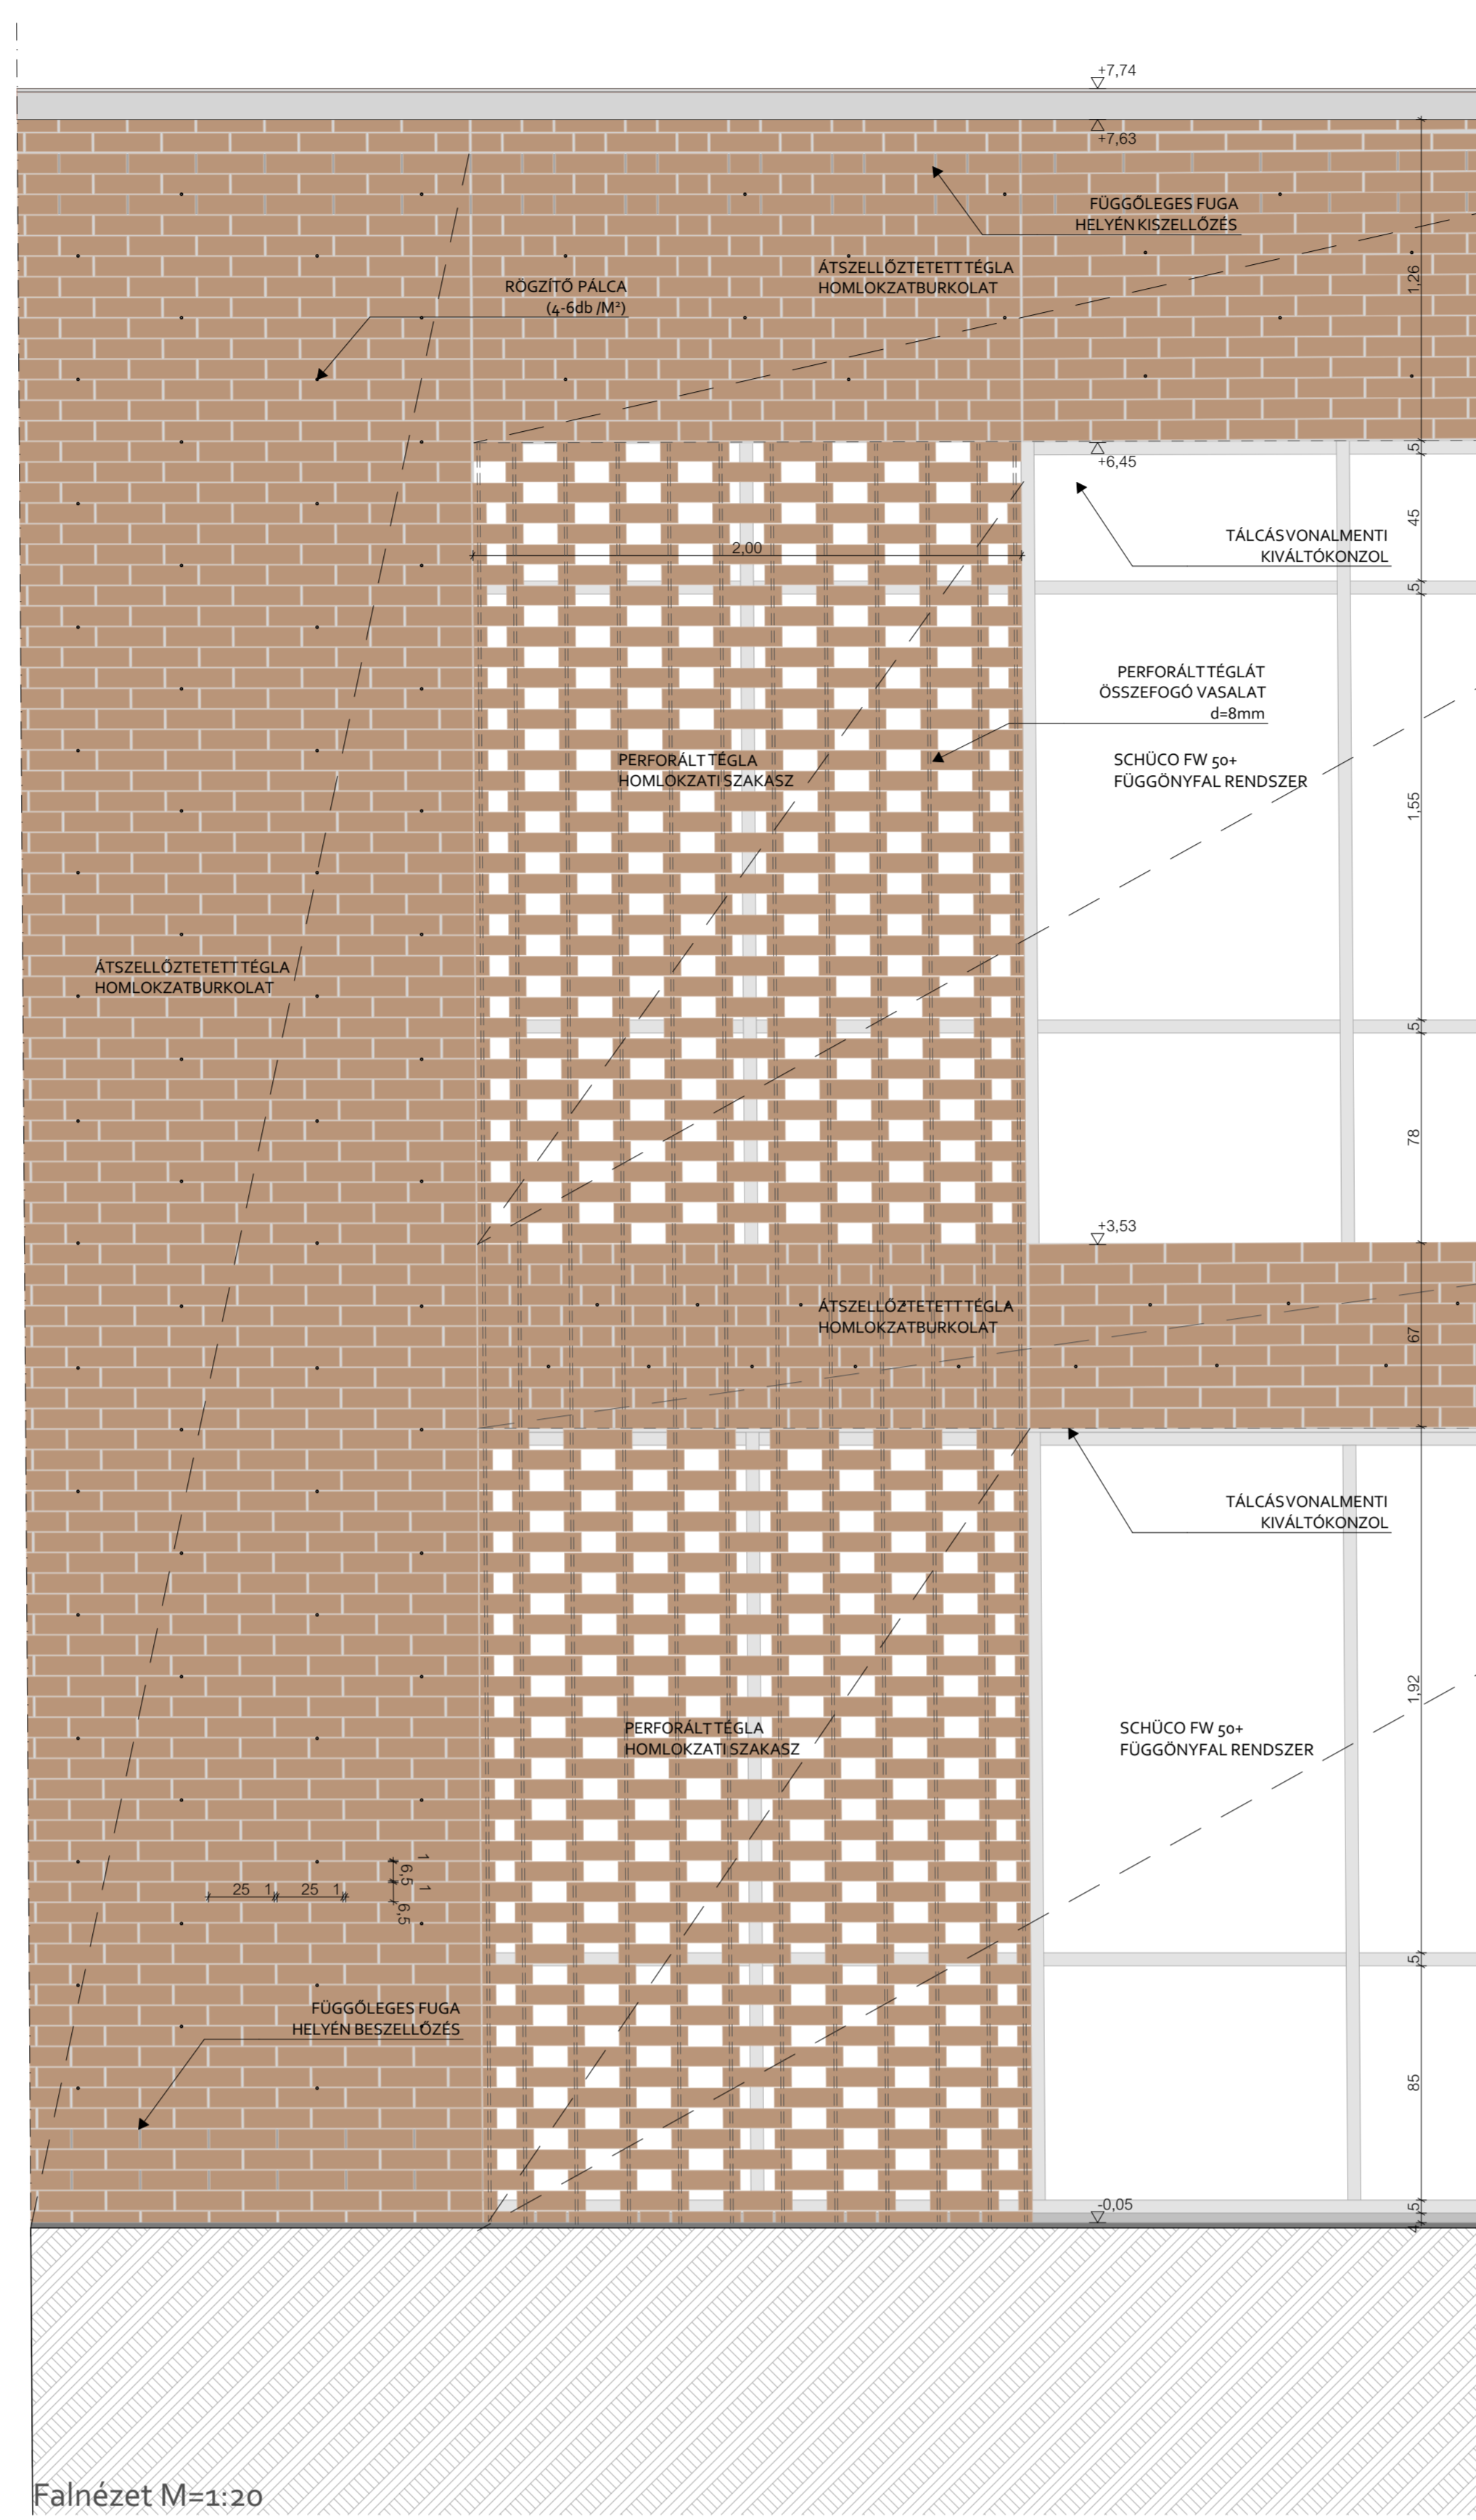 +7,74
+7,63
FÜGGŐLEGES FUGA
HELYÉN KISZELLŐZÉS
ÁTSZELLŐZTETETT TÉGLA
HOMLOKZATBURKOLAT
1,26
RÖGZÍTŐ PÁLCA
(4-6db /M²)
5
+6,45
45
TÁLCÁS VONALMENTI
KIVÁLTÓKONZOL
2,00
5
PERFORÁLT TÉGLÁT
ÖSSZEFOGÓ VASALAT
d=8mm
PERFORÁLT TÉGLA
HOMLOKZATI SZAKASZ
SCHÜCO FW 50+
FÜGGÖNYFAL RENDSZER
1,55
ÁTSZELLŐZTETETT TÉGLA
HOMLOKZATBURKOLAT
5
78
+3,53
ÁTSZELLŐZTETETT TÉGLA
HOMLOKZATBURKOLAT
67
TÁLCÁS VONALMENTI
KIVÁLTÓKONZOL
1,92
PERFORÁLT TÉGLA
HOMLOKZATI SZAKASZ
SCHÜCO FW 50+
FÜGGÖNYFAL RENDSZER
1
6,5
25 1 25 1
1
6,5
5
FÜGGŐLEGES FUGA
HELYÉN BESZELLŐZÉS
85
-0,05
5
4
Falnézet M=1:20